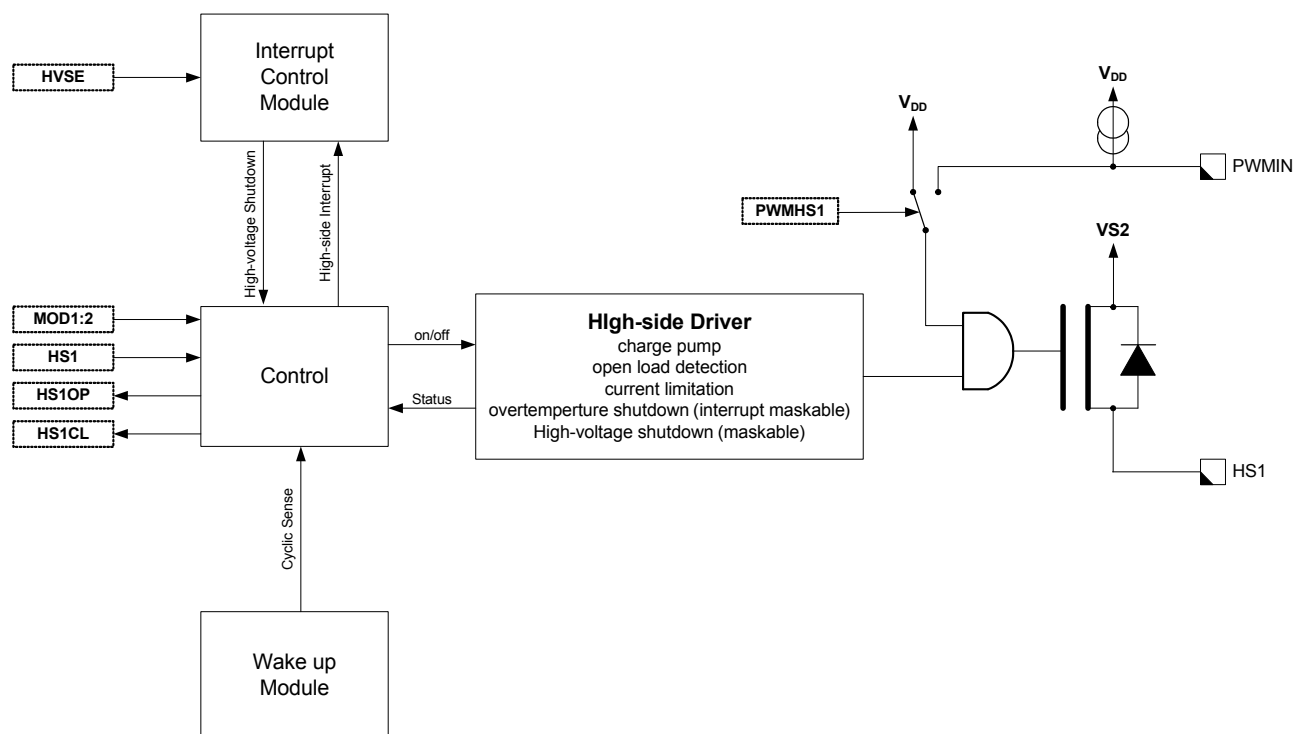 Interrupt
Control
Module
HVSE
High-voltage Shutdown
High-side Interrupt
VDD
VDD
PWMIN
PWMHS1
VS2
MOD1:2
HS1
HS1OP
HS1CL
Control
on/off
Status
HIgh-side Driver
charge pump
open load detection
current limitation
overtemperture shutdown (interrupt maskable)
High-voltage shutdown (maskable)
HS1
Cyclic Sense
Wake up
Module